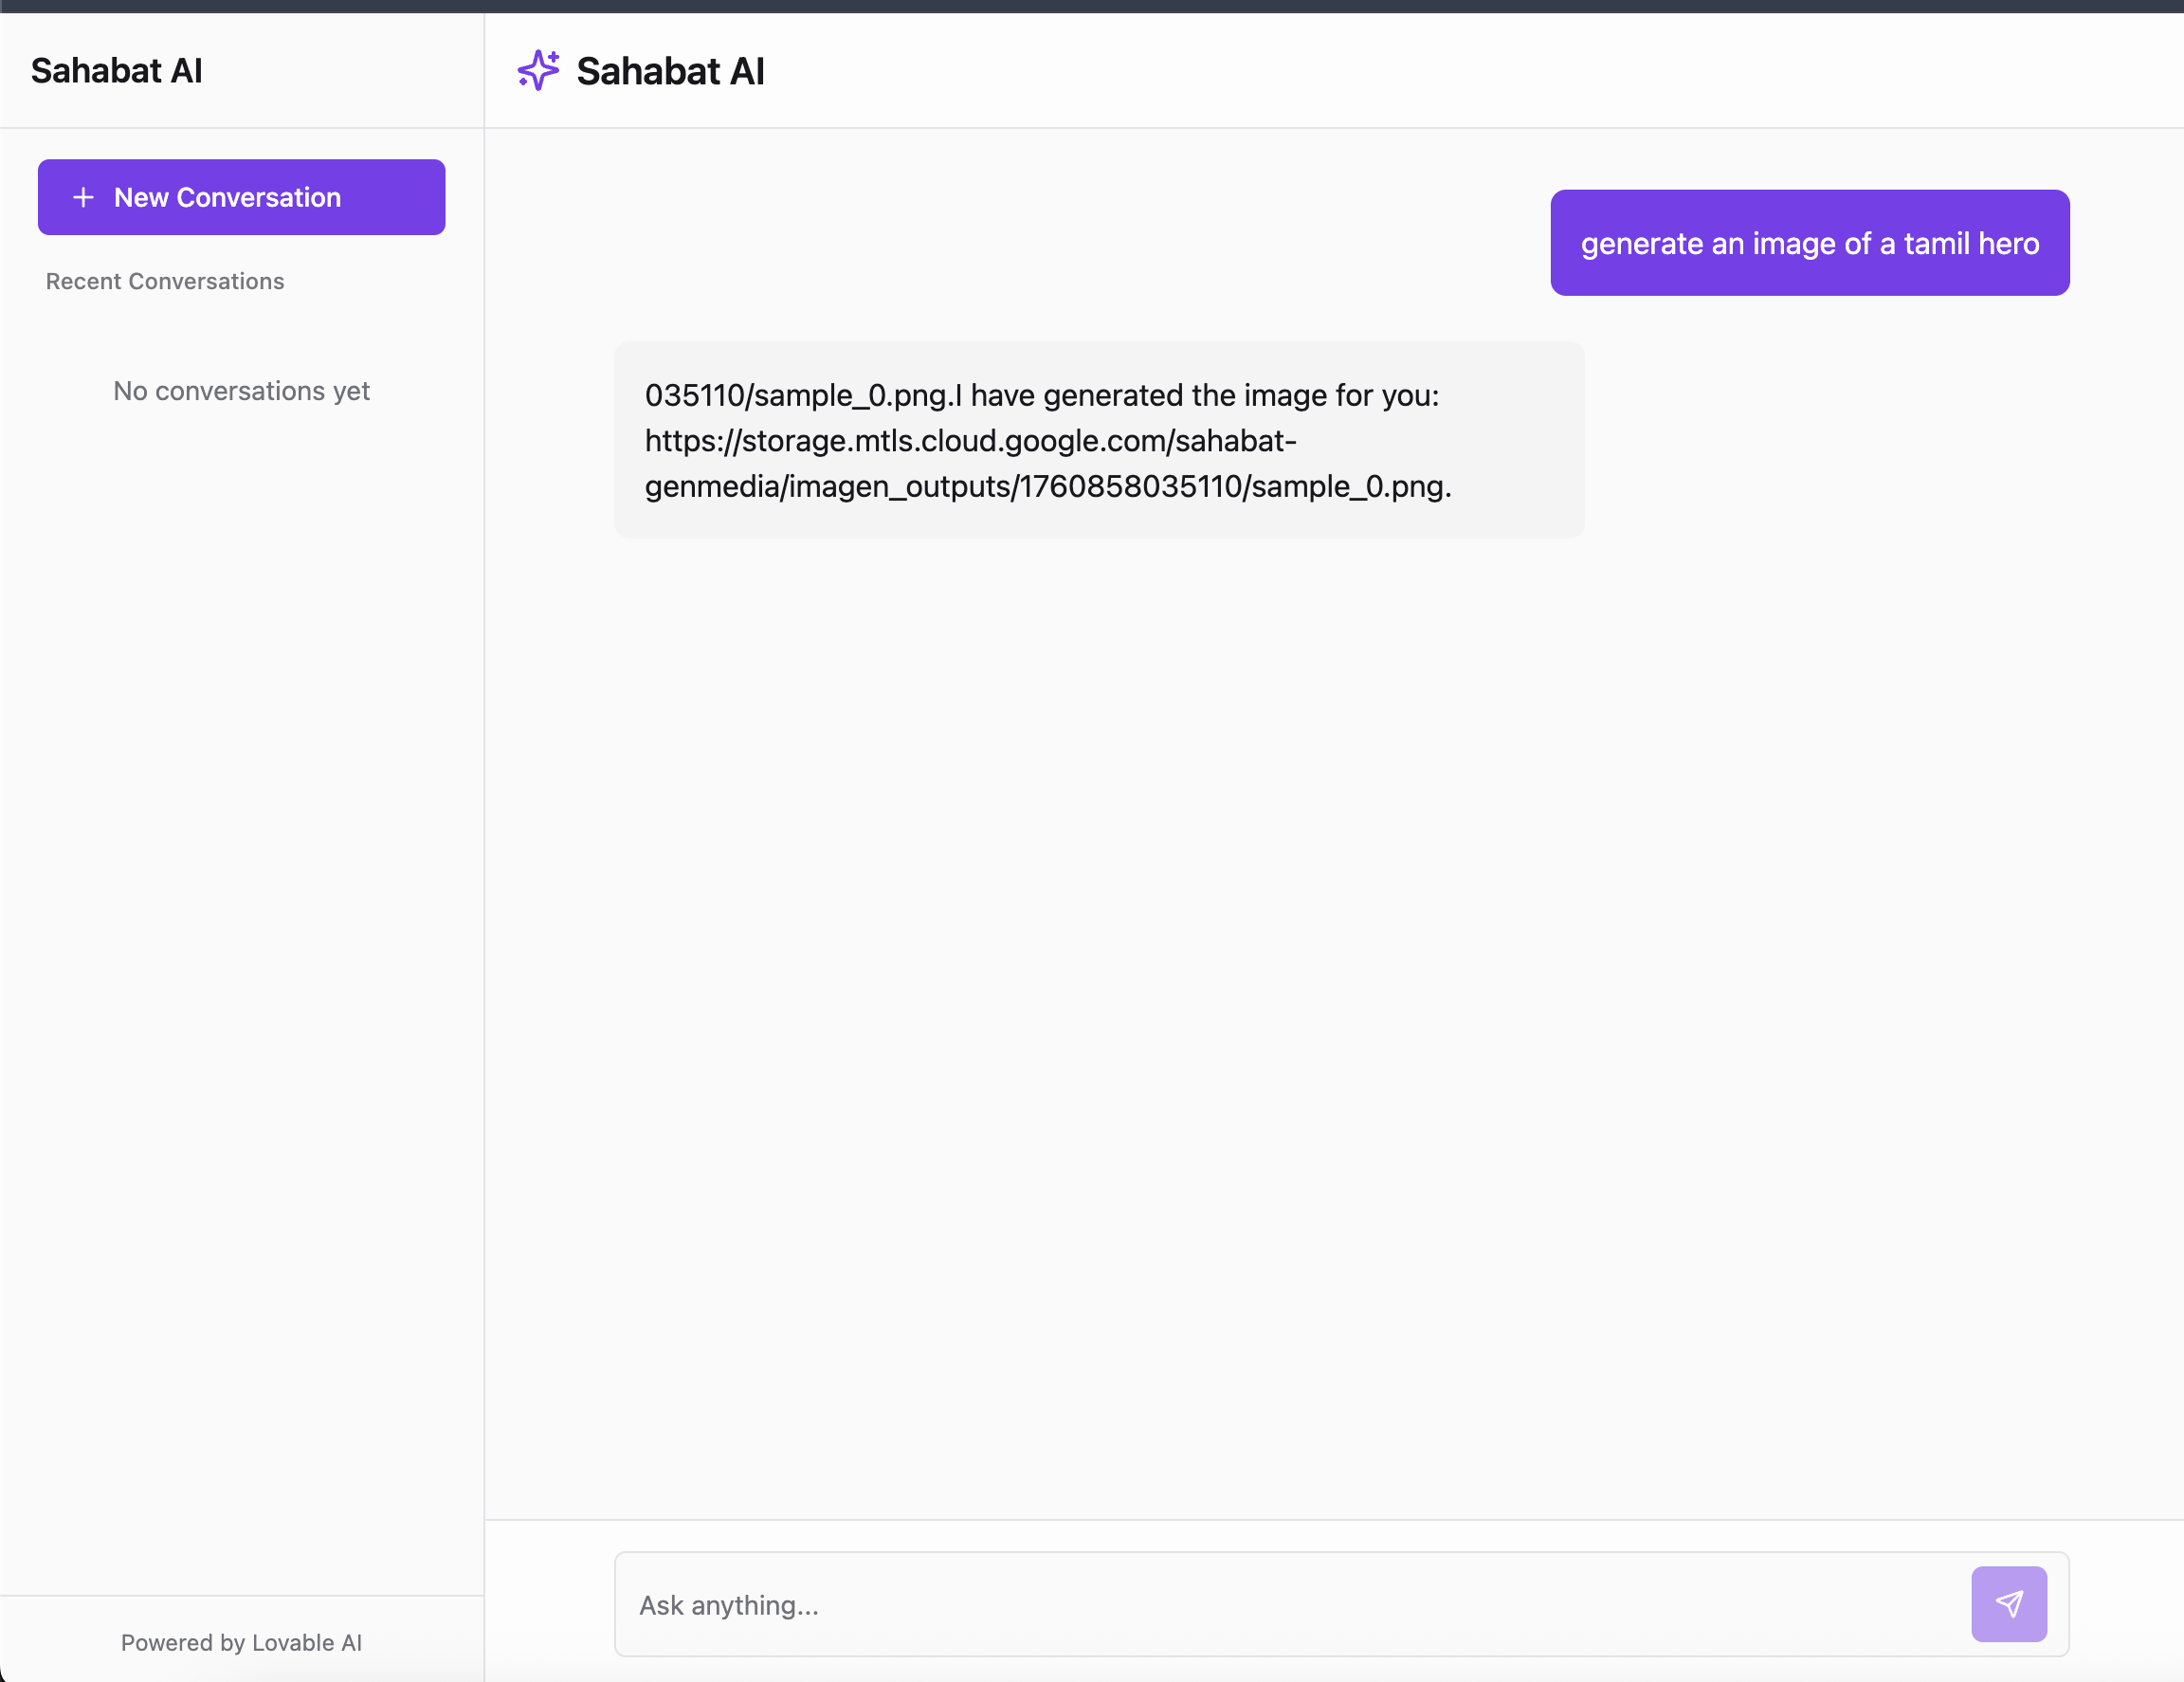 Sahabat AI
Sahabat AI
New Conversation
Recent Conversations
No conversations yet
generate an image of a tamil hero
035110/sample_0.png.I have generated the image for you:
https://storage.mtls.cloud.google.com/sahabat-
genmedia/imagen_outputs/1760858035110/sample_0.png.
Ask anything...
Powered by Lovable AI